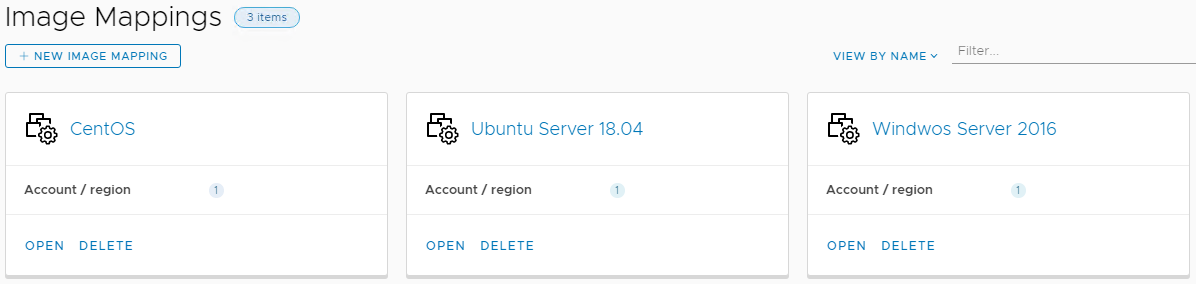 Image Mappings 3 items
+ NEW IMAGE MAPPING VIEW BY NAME Filter...
CentOS Ubuntu Server 18.04 Windwos Server 2016
Account / region 1 Account / region 1 Account / region 1
OPEN DELETE OPEN DELETE OPEN DELETE